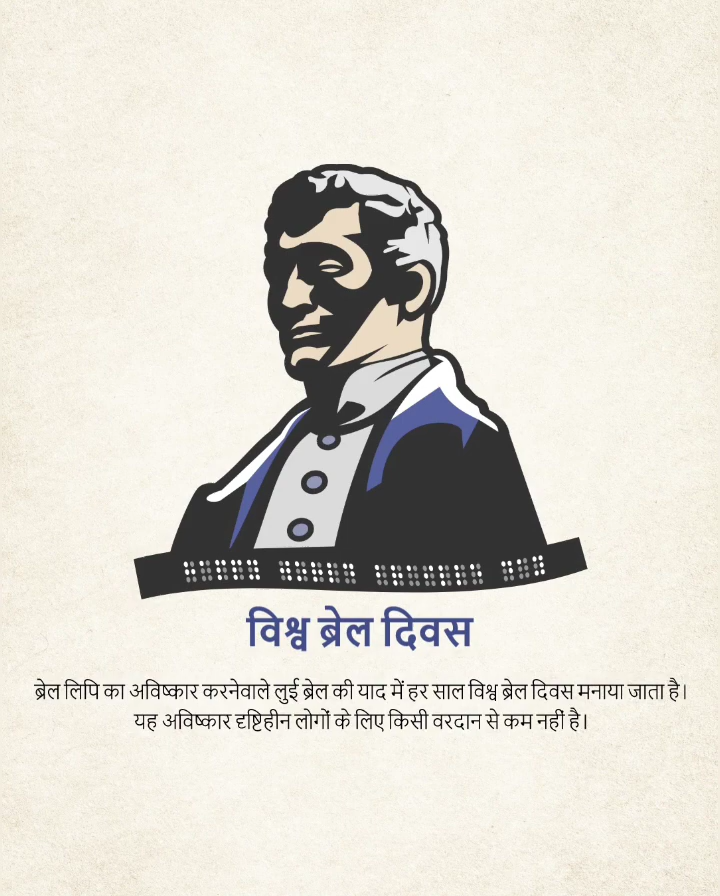 विश्व ब्रेल दिवस
ब्रेल लिपि का अविष्कार करनेवाले लुई ब्रेल की याद में हर साल विश्व ब्रेल दिवस मनाया जाता है।
यह अविष्कार दृष्टिहीन लोगों के लिए किसी वरदान से कम नहीं है।